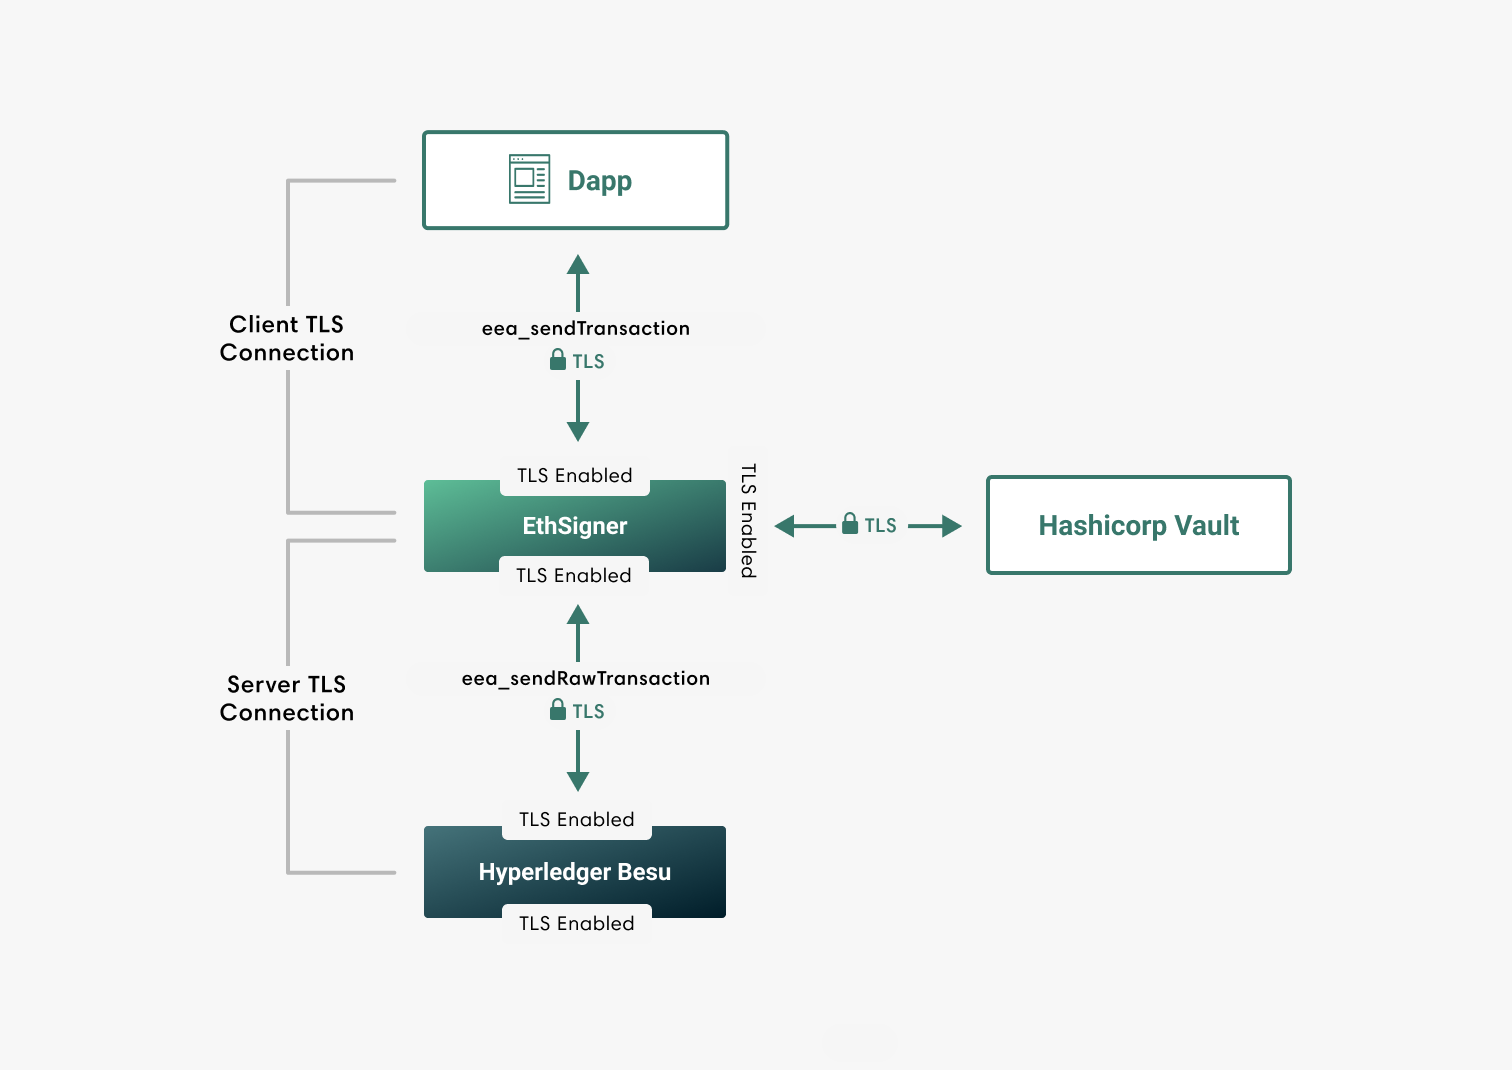 Dapp
Client TLS
Connection
eea_sendTransaction
TLS
TLS Enabled
EthSigner
TLS Enabled
TLS Enabled
TLS
Hashicorp Vault
Server TLS
Connection
eea_sendRawTransaction
TLS
TLS Enabled
Hyperledger Besu
TLS Enabled